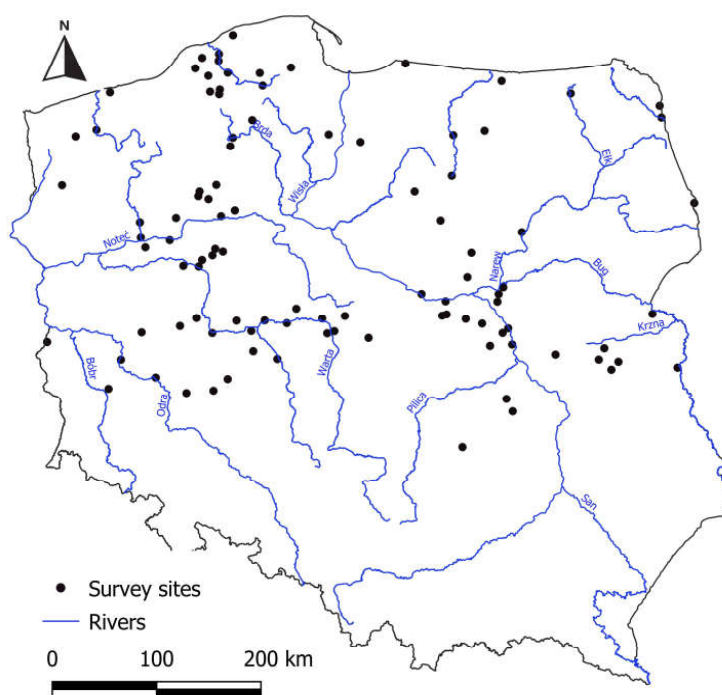 N
Brda
Ełk
Wisła
Noteć
Narew
Bug
Krzna
Bóbr
Warta
Odra
Pilica
San
Survey sites
Rivers
0 100 200 km